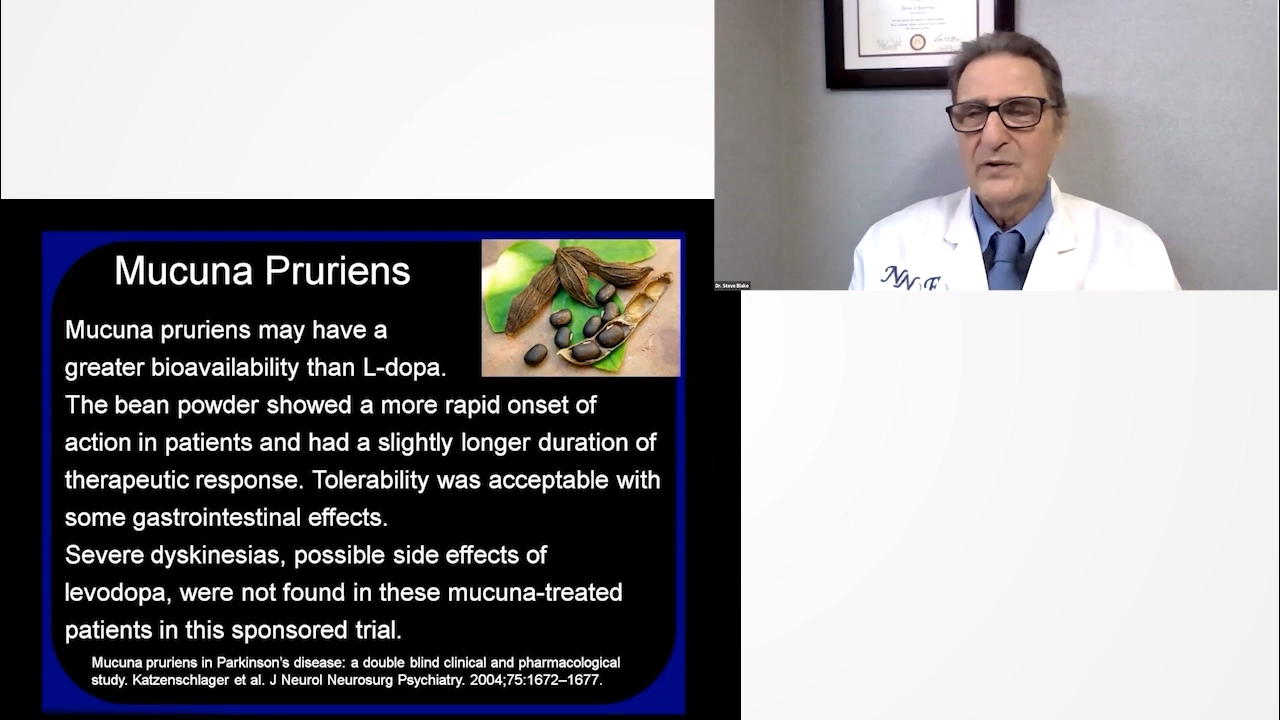 Dr. Steve Blake
NNF
Mucuna Pruriens
Mucuna pruriens may have a
greater bioavailability than L-dopa.
The bean powder showed a more rapid onset of
action in patients and had a slightly longer duration of
therapeutic response. Tolerability was acceptable with
some gastrointestinal effects.
Severe dyskinesias, possible side effects of
levodopa, were not found in these mucuna-treated
patients in this sponsored trial.
Mucuna pruriens in Parkinson's disease: a double blind clinical and pharmacological
study. Katzenschlager et al. J Neurol Neurosurg Psychiatry. 2004;75:1672–1677.